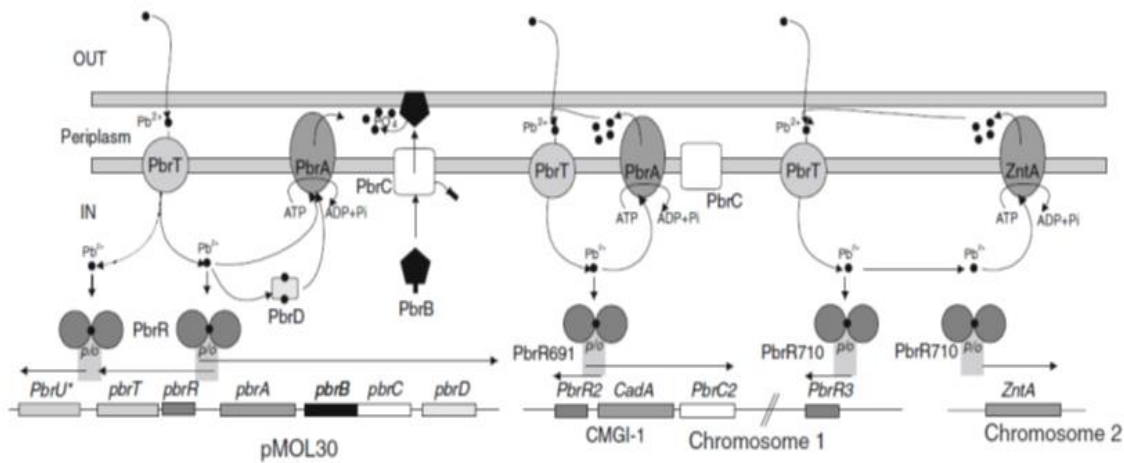 OUT
Pb2+ Pb2+ Pb2+
PO4
Periplasm
PbrT PbrA PbrT PbrA PbrT ZntA
PbrC PbrC
IN
ATP ADP+Pi ATP ADP+Pi ATP ADP+Pi
Pb2+ Pb2+ Pb2+ Pb2+ Pb2+
PbrD PbrB
PbrR
p/o p/o p/o p/o p/o
PbrR691 PbrR710 PbrR710
PbrU* pbrT pbrR pbrA pbrB pbrC pbrD PbrR2 CadA PbrC2 PbrR3 ZntA
CMGI-1 Chromosome 1 Chromosome 2
pMOL30